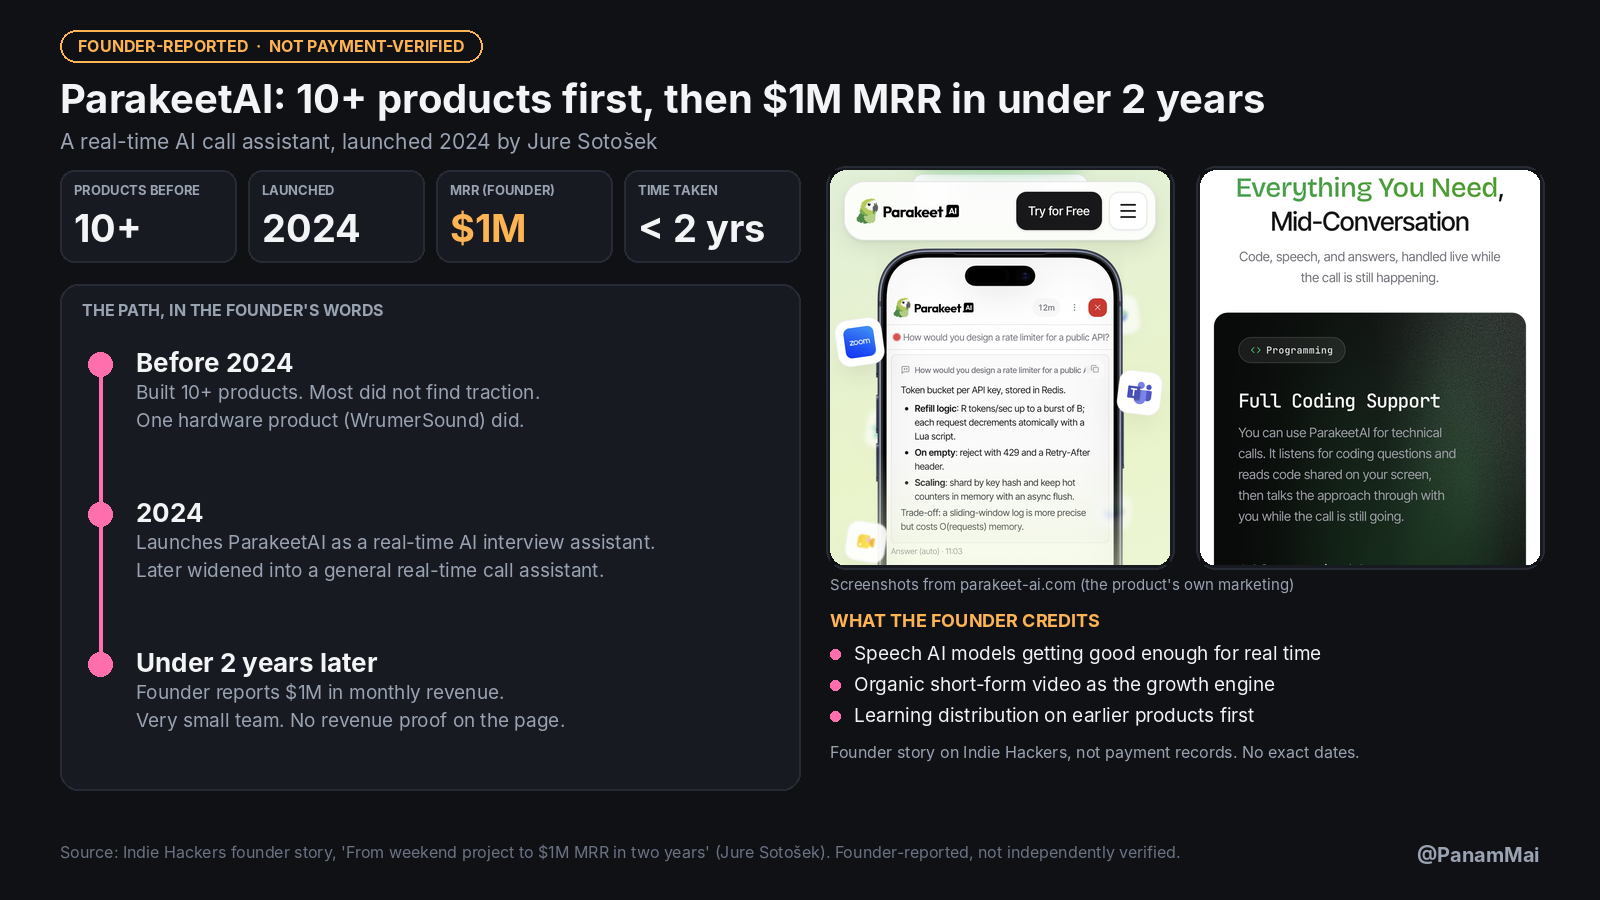 FOUNDER-REPORTED · NOT PAYMENT-VERIFIED
ParakeetAI: 10+ products first, then $1M MRR in under 2 years
A real-time AI call assistant, launched 2024 by Jure Sotošek
PRODUCTS BEFORE
10+
LAUNCHED
2024
MRR (FOUNDER)
$1M
TIME TAKEN
< 2 yrs
THE PATH, IN THE FOUNDER'S WORDS
Before 2024
Built 10+ products. Most did not find traction.
One hardware product (WrumerSound) did.
2024
Launches ParakeetAI as a real-time AI interview assistant.
Later widened into a general real-time call assistant.
Under 2 years later
Founder reports $1M in monthly revenue.
Very small team. No revenue proof on the page.
Parakeet AI
Try for Free
Parakeet AI
12m
zoom
How would you design a rate limiter for a public API?
How would you design a rate limiter for a public
Token bucket per API key, stored in Redis.
• Refill logic: R tokens/sec up to a burst of B;
each request decrements atomically with a
Lua script.
• On empty: reject with 429 and a Retry-After
header.
• Scaling: shard by key hash and keep hot
counters in memory with an async flush.
Trade-off: a sliding-window log is more precise
but costs O(requests) memory.
Answer (auto) · 11:03
T
Everything You Need,
Mid-Conversation
Code, speech, and answers, handled live while
the call is still happening.
<> Programming
Full Coding Support
You can use ParakeetAI for technical
calls. It listens for coding questions and
reads code shared on your screen,
then talks the approach through with
you while the call is still going.
Screenshots from parakeet-ai.com (the product's own marketing)
WHAT THE FOUNDER CREDITS
Speech AI models getting good enough for real time
Organic short-form video as the growth engine
Learning distribution on earlier products first
Founder story on Indie Hackers, not payment records. No exact dates.
Source: Indie Hackers founder story, 'From weekend project to $1M MRR in two years' (Jure Sotošek). Founder-reported, not independently verified.
@PanamMai